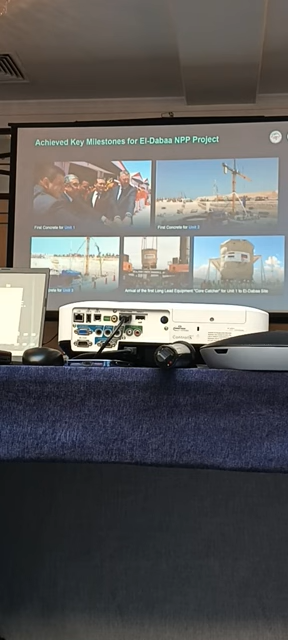 Achieved Key Milestones for El-Dabaa NPP Project
First Concrete for Unit 1
First Concrete for Unit
Arrival of the first Long Lead Equipment "Core Catcher" for Unit 1 to El-Dabaa Site